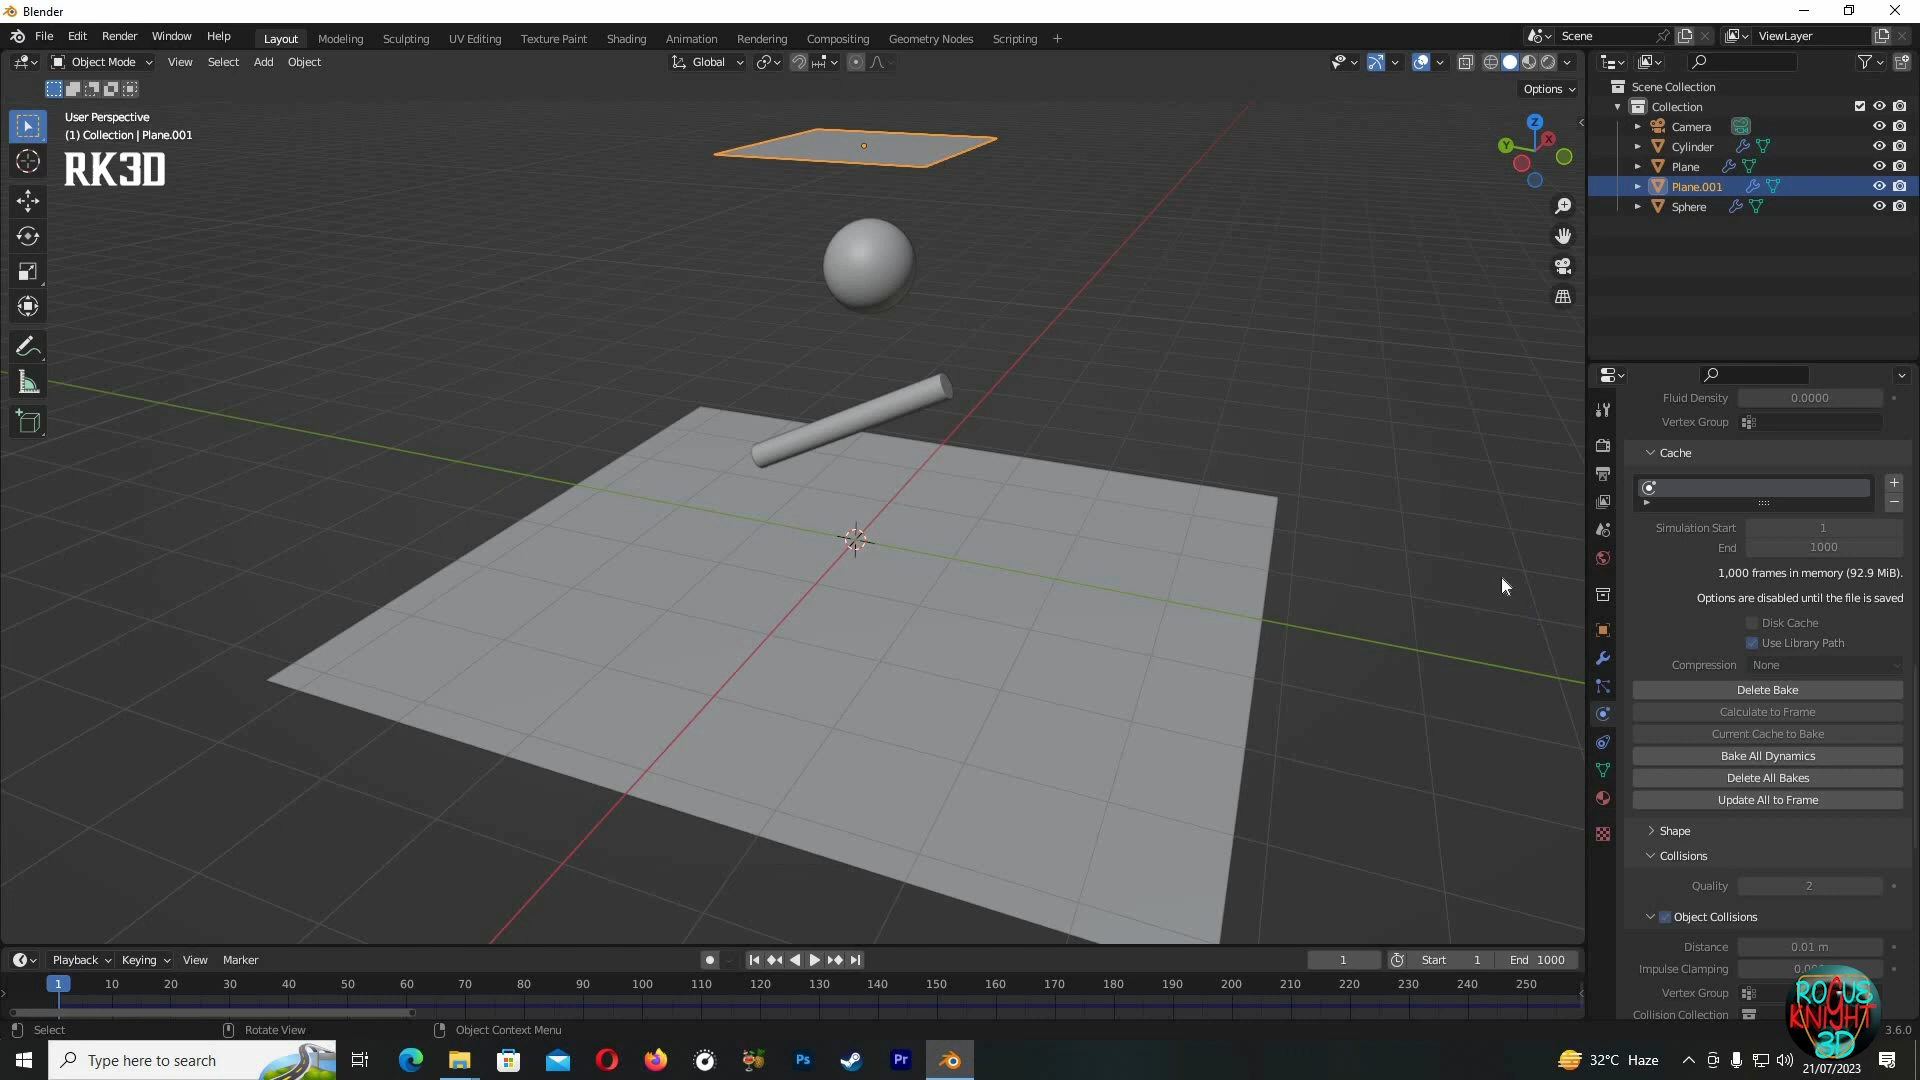 Blender
File Edit Render Window Help
Layout Modeling Sculpting UV Editing Texture Paint Shading Animation Rendering Compositing Geometry Nodes Scripting +
Scene
ViewLayer
Object Mode View Select Add Object
Global
Options
User Perspective
(1) Collection | Plane.001
RK3D
Z
X
Y
Scene Collection
Collection
Camera
Cylinder
Plane
Plane.001
Sphere
Fluid Density 0.0000
Vertex Group
Cache
Simulation Start 1
End 1000
1,000 frames in memory (92.9 MiB).
Options are disabled until the file is saved
Disk Cache
Use Library Path
Compression None
Delete Bake
Calculate to Frame
Current Cache to Bake
Bake All Dynamics
Delete All Bakes
Update All to Frame
Shape
Collisions
Quality 2
Object Collisions
Distance 0.01 m
Impulse Clamping
Vertex Group
Collision Collection
Playback Keying View Marker
1 Start 1 End 1000
1 10 20 30 40 50 60 70 80 90 100 110 120 130 140 150 160 170 180 190 200 210 220 230 240 250
Select Rotate View Object Context Menu
3.6.0
ROGUE
KNIGHT
3D
Type here to search
Ps
Pr
32°C Haze
21/07/2023